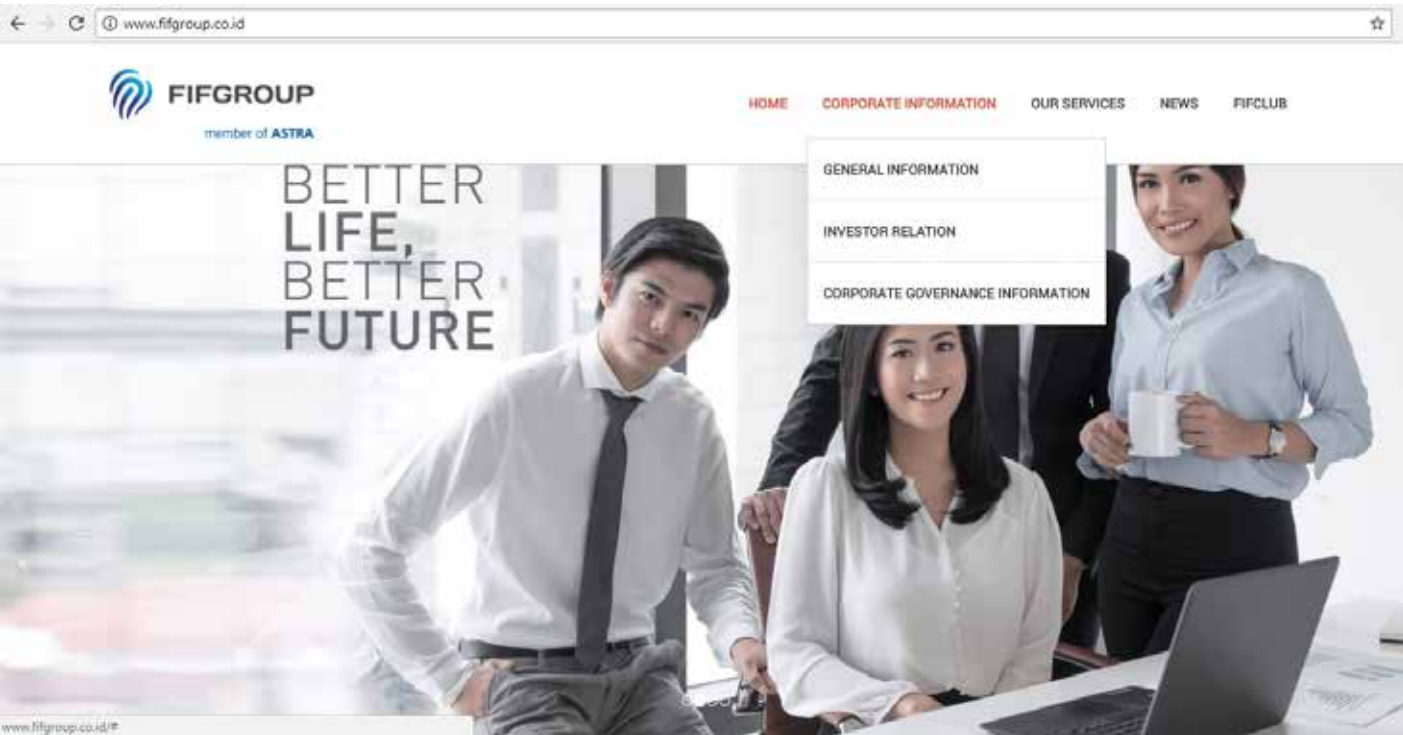 www.fifgroup.co.id
FIFGROUP
member of ASTRA
HOME CORPORATE INFORMATION OUR SERVICES NEWS FIFCLUB
GENERAL INFORMATION
INVESTOR RELATION
CORPORATE GOVERNANCE INFORMATION
BETTER
LIFE,
BETTER
FUTURE
www.fifgroup.co.id/#